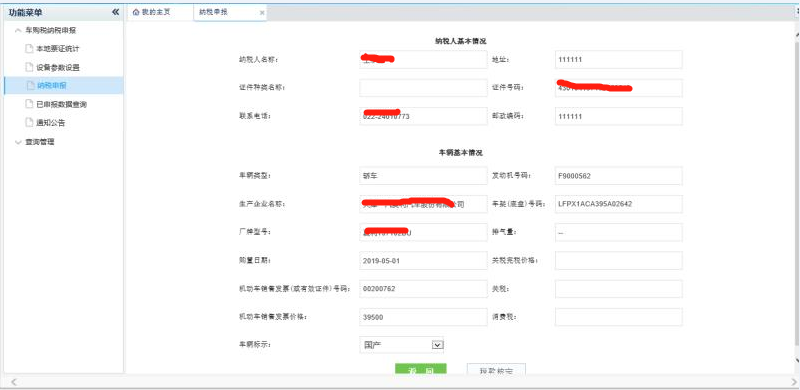 功能菜单
我的主页
纳税申报
车购税纳税申报
本地票证统计
设备参数设置
纳税申报
已申报数据查询
通知公告
查询管理
纳税人基本情况
纳税人名称：
地址： 111111
证件种类名称：
证件号码：
联系电话：
邮政编码： 111111
车辆基本情况
车辆类型： 轿车
发动机号码： F9000562
生产企业名称：
车架(底盘)号码： LFPX1ACA395A02642
厂牌型号：
排气量： --
购置日期： 2019-05-01
关税完税价格：
机动车销售发票(或有效证件)号码： 00200762
关税：
机动车销售发票价格： 39500
消费税：
车辆标示： 国产
返 回
税款核定